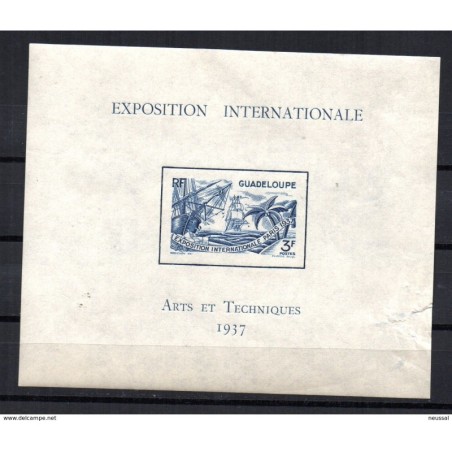 EXPOSITION INTERNATIONALE
RF GUADELOUPE
EXPOSITION INTERNATIONALE PARIS 1937
3F
POSTES
ARTS ET TECHNIQUES
1937
www.delcampe.net
neussal